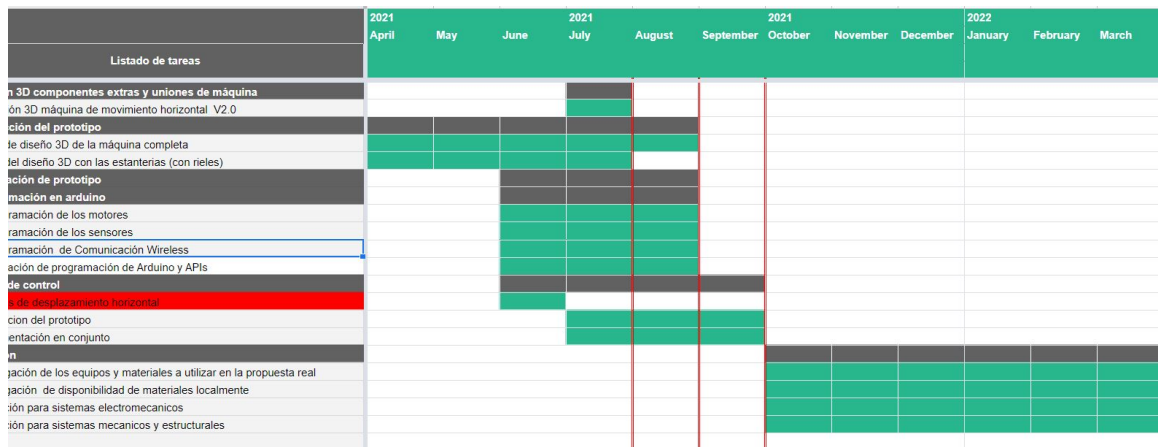 2021 2021 2021 2022
April May June July August September October November December January February March
Listado de tareas
n 3D componentes extras y uniones de máquina
ión 3D máquina de movimiento horizontal V2.0
cción del prototipo
de diseño 3D de la máquina completa
del diseño 3D con las estanterias (con rieles)
ación de prototipo
mación en arduino
ramación de los motores
ramación de los sensores
ramación de Comunicación Wireless
ación de programación de Arduino y APIs
de control
s de desplazamiento horizontal
cion del prototipo
entación en conjunto
ón
gación de los equipos y materiales a utilizar en la propuesta real
gación de disponibilidad de materiales localmente
ción para sistemas electromecanicos
ción para sistemas mecanicos y estructurales